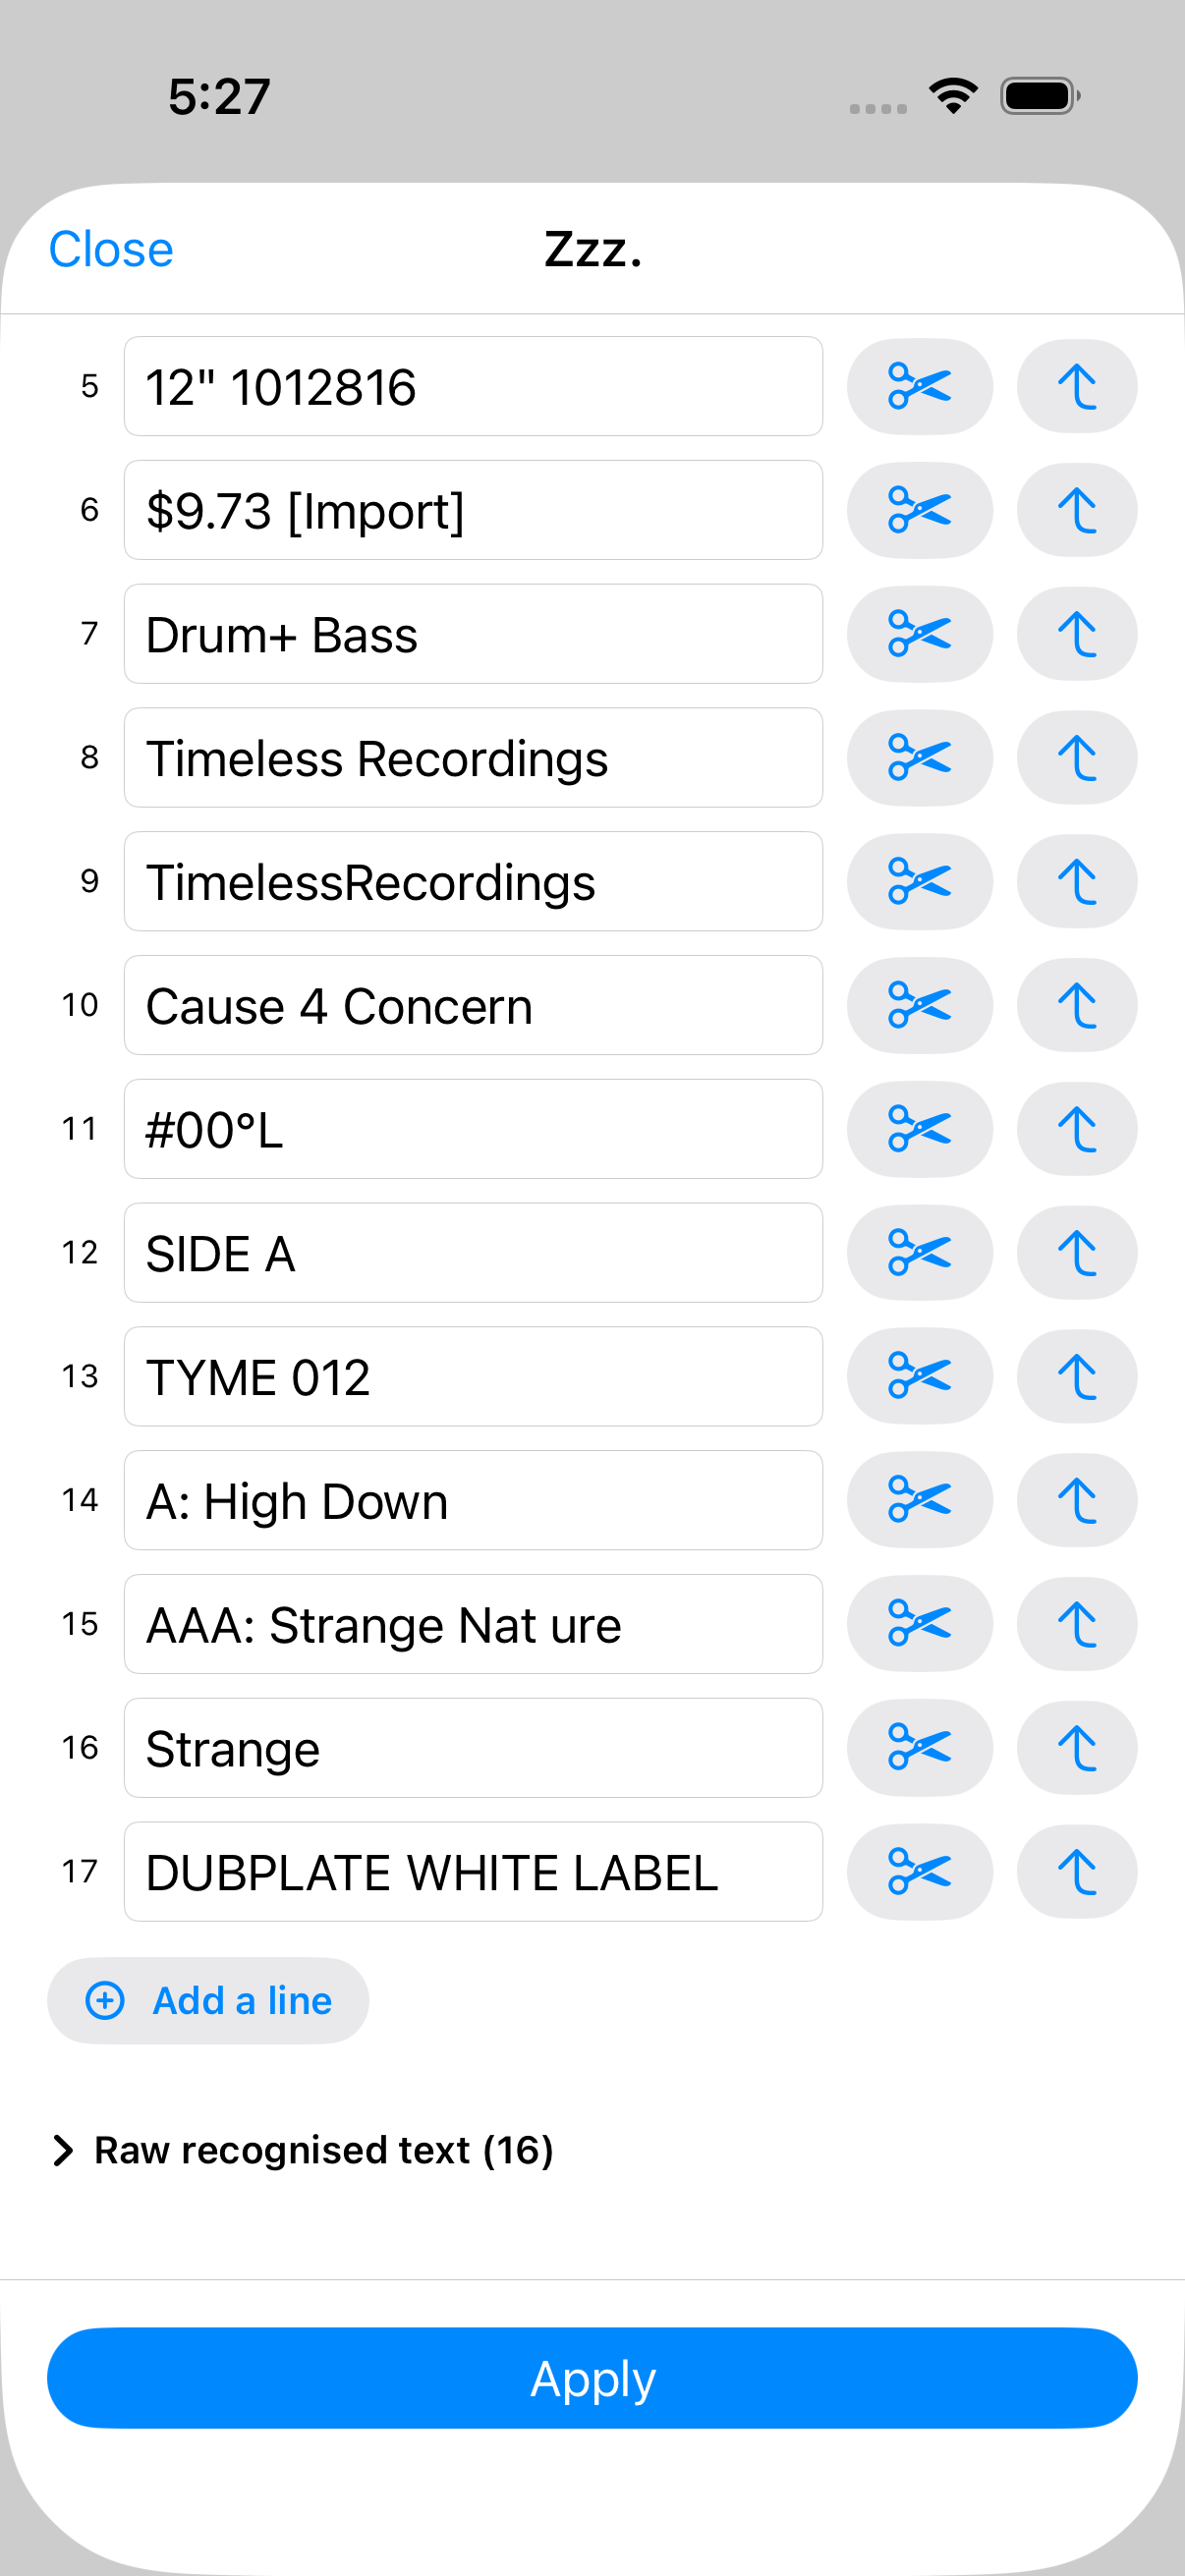 5:27
Close
Zzz.
5 12" 1012816
6 $9.73 [Import]
7 Drum+ Bass
8 Timeless Recordings
9 TimelessRecordings
10 Cause 4 Concern
11 #00°L
12 SIDE A
13 TYME 012
14 A: High Down
15 AAA: Strange Nat ure
16 Strange
17 DUBPLATE WHITE LABEL
Add a line
Raw recognised text (16)
Apply